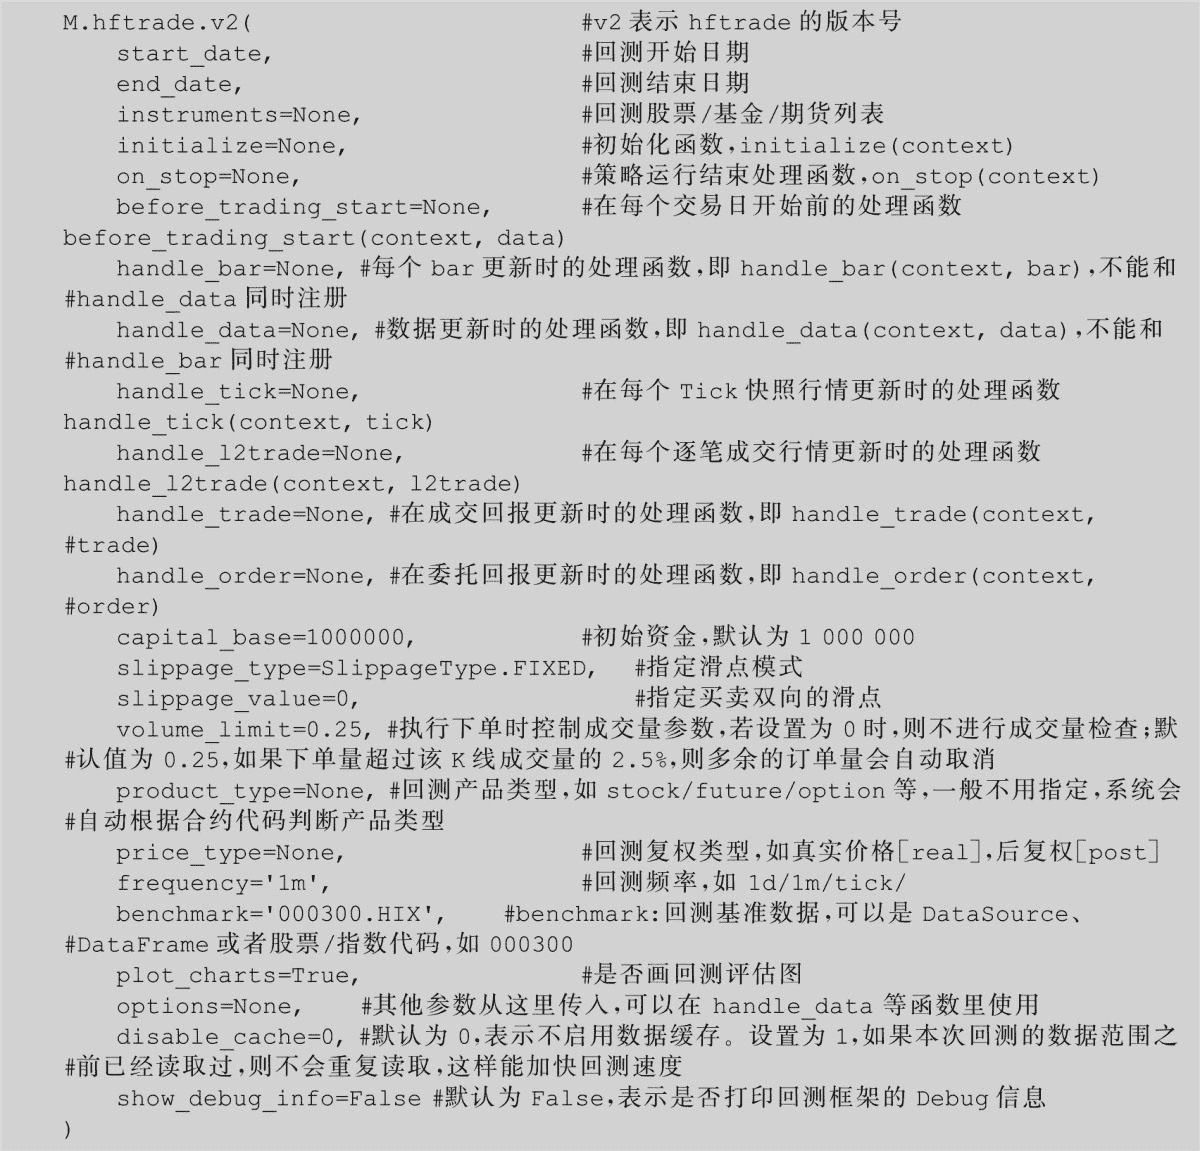 M.hftrade.v2( #v2 表示 hftrade 的版本号
start_date, #回测开始日期
end_date, #回测结束日期
instruments=None, #回测股票/基金/期货列表
initialize=None, #初始化函数,initialize(context)
on_stop=None, #策略运行结束处理函数,on_stop(context)
before_trading_start=None, #在每个交易日开始前的处理函数
before_trading_start(context, data)
handle_bar=None, #每个 bar 更新时的处理函数,即 handle_bar(context, bar),不能和
#handle_data 同时注册
handle_data=None, #数据更新时的处理函数,即 handle_data(context, data),不能和
#handle_bar 同时注册
handle_tick=None, #在每个 Tick 快照行情更新时的处理函数
handle_tick(context, tick)
handle_l2trade=None, #在每个逐笔成交行情更新时的处理函数
handle_l2trade(context, l2trade)
handle_trade=None, #在成交回报更新时的处理函数,即 handle_trade(context,
#trade)
handle_order=None, #在委托回报更新时的处理函数,即 handle_order(context,
#order)
capital_base=1000000, #初始资金,默认为 1 000 000
slippage_type=SlippageType.FIXED, #指定滑点模式
slippage_value=0, #指定买卖双向的滑点
volume_limit=0.25, #执行下单时控制成交量参数,若设置为 0 时,则不进行成交量检查;默
#认值为 0.25,如果下单量超过该 K 线成交量的 2.5%,则多余的订单量会自动取消
product_type=None, #回测产品类型,如 stock/future/option 等,一般不用指定,系统会
#自动根据合约代码判断产品类型
price_type=None, #回测复权类型,如真实价格[real],后复权[post]
frequency='1m', #回测频率,如 1d/1m/tick/
benchmark='000300.HIX', #benchmark:回测基准数据,可以是 DataSource、
#DataFrame 或者股票/指数代码,如 000300
plot_charts=True, #是否画回测评估图
options=None, #其他参数从这里传入,可以在 handle_data 等函数里使用
disable_cache=0, #默认为 0,表示不启用数据缓存。设置为 1,如果本次回测的数据范围之
#前已经读取过,则不会重复读取,这样能加快回测速度
show_debug_info=False #默认为 False,表示是否打印回测框架的 Debug 信息
)